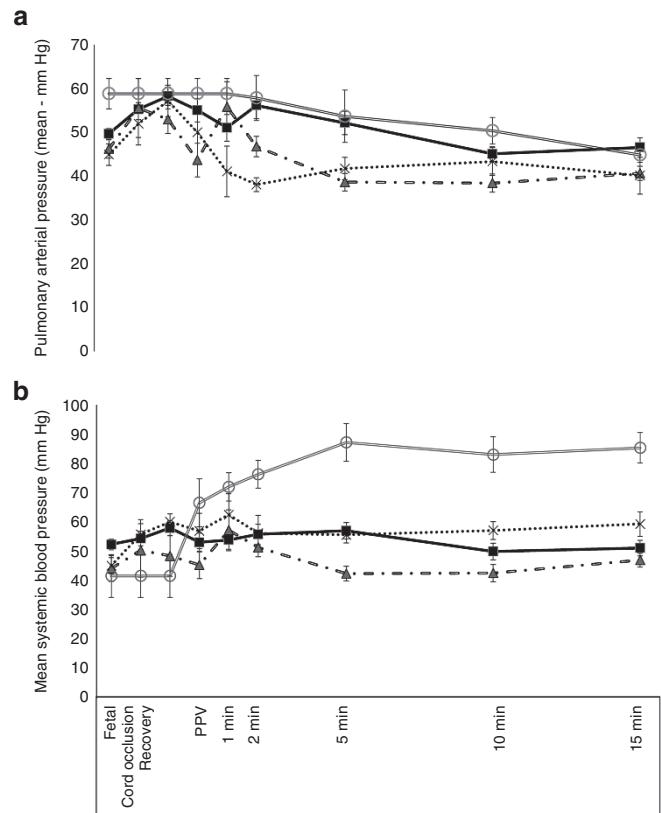 a
Pulmonary arterial pressure (mean - mm Hg)
70
60
50
40
30
20
10
0
b
Mean systemic blood pressure (mm Hg)
100
90
80
70
60
50
40
30
20
10
0
Fetal
Cord occlusion
Recovery
PPV
1 min
2 min
5 min
10 min
15 min